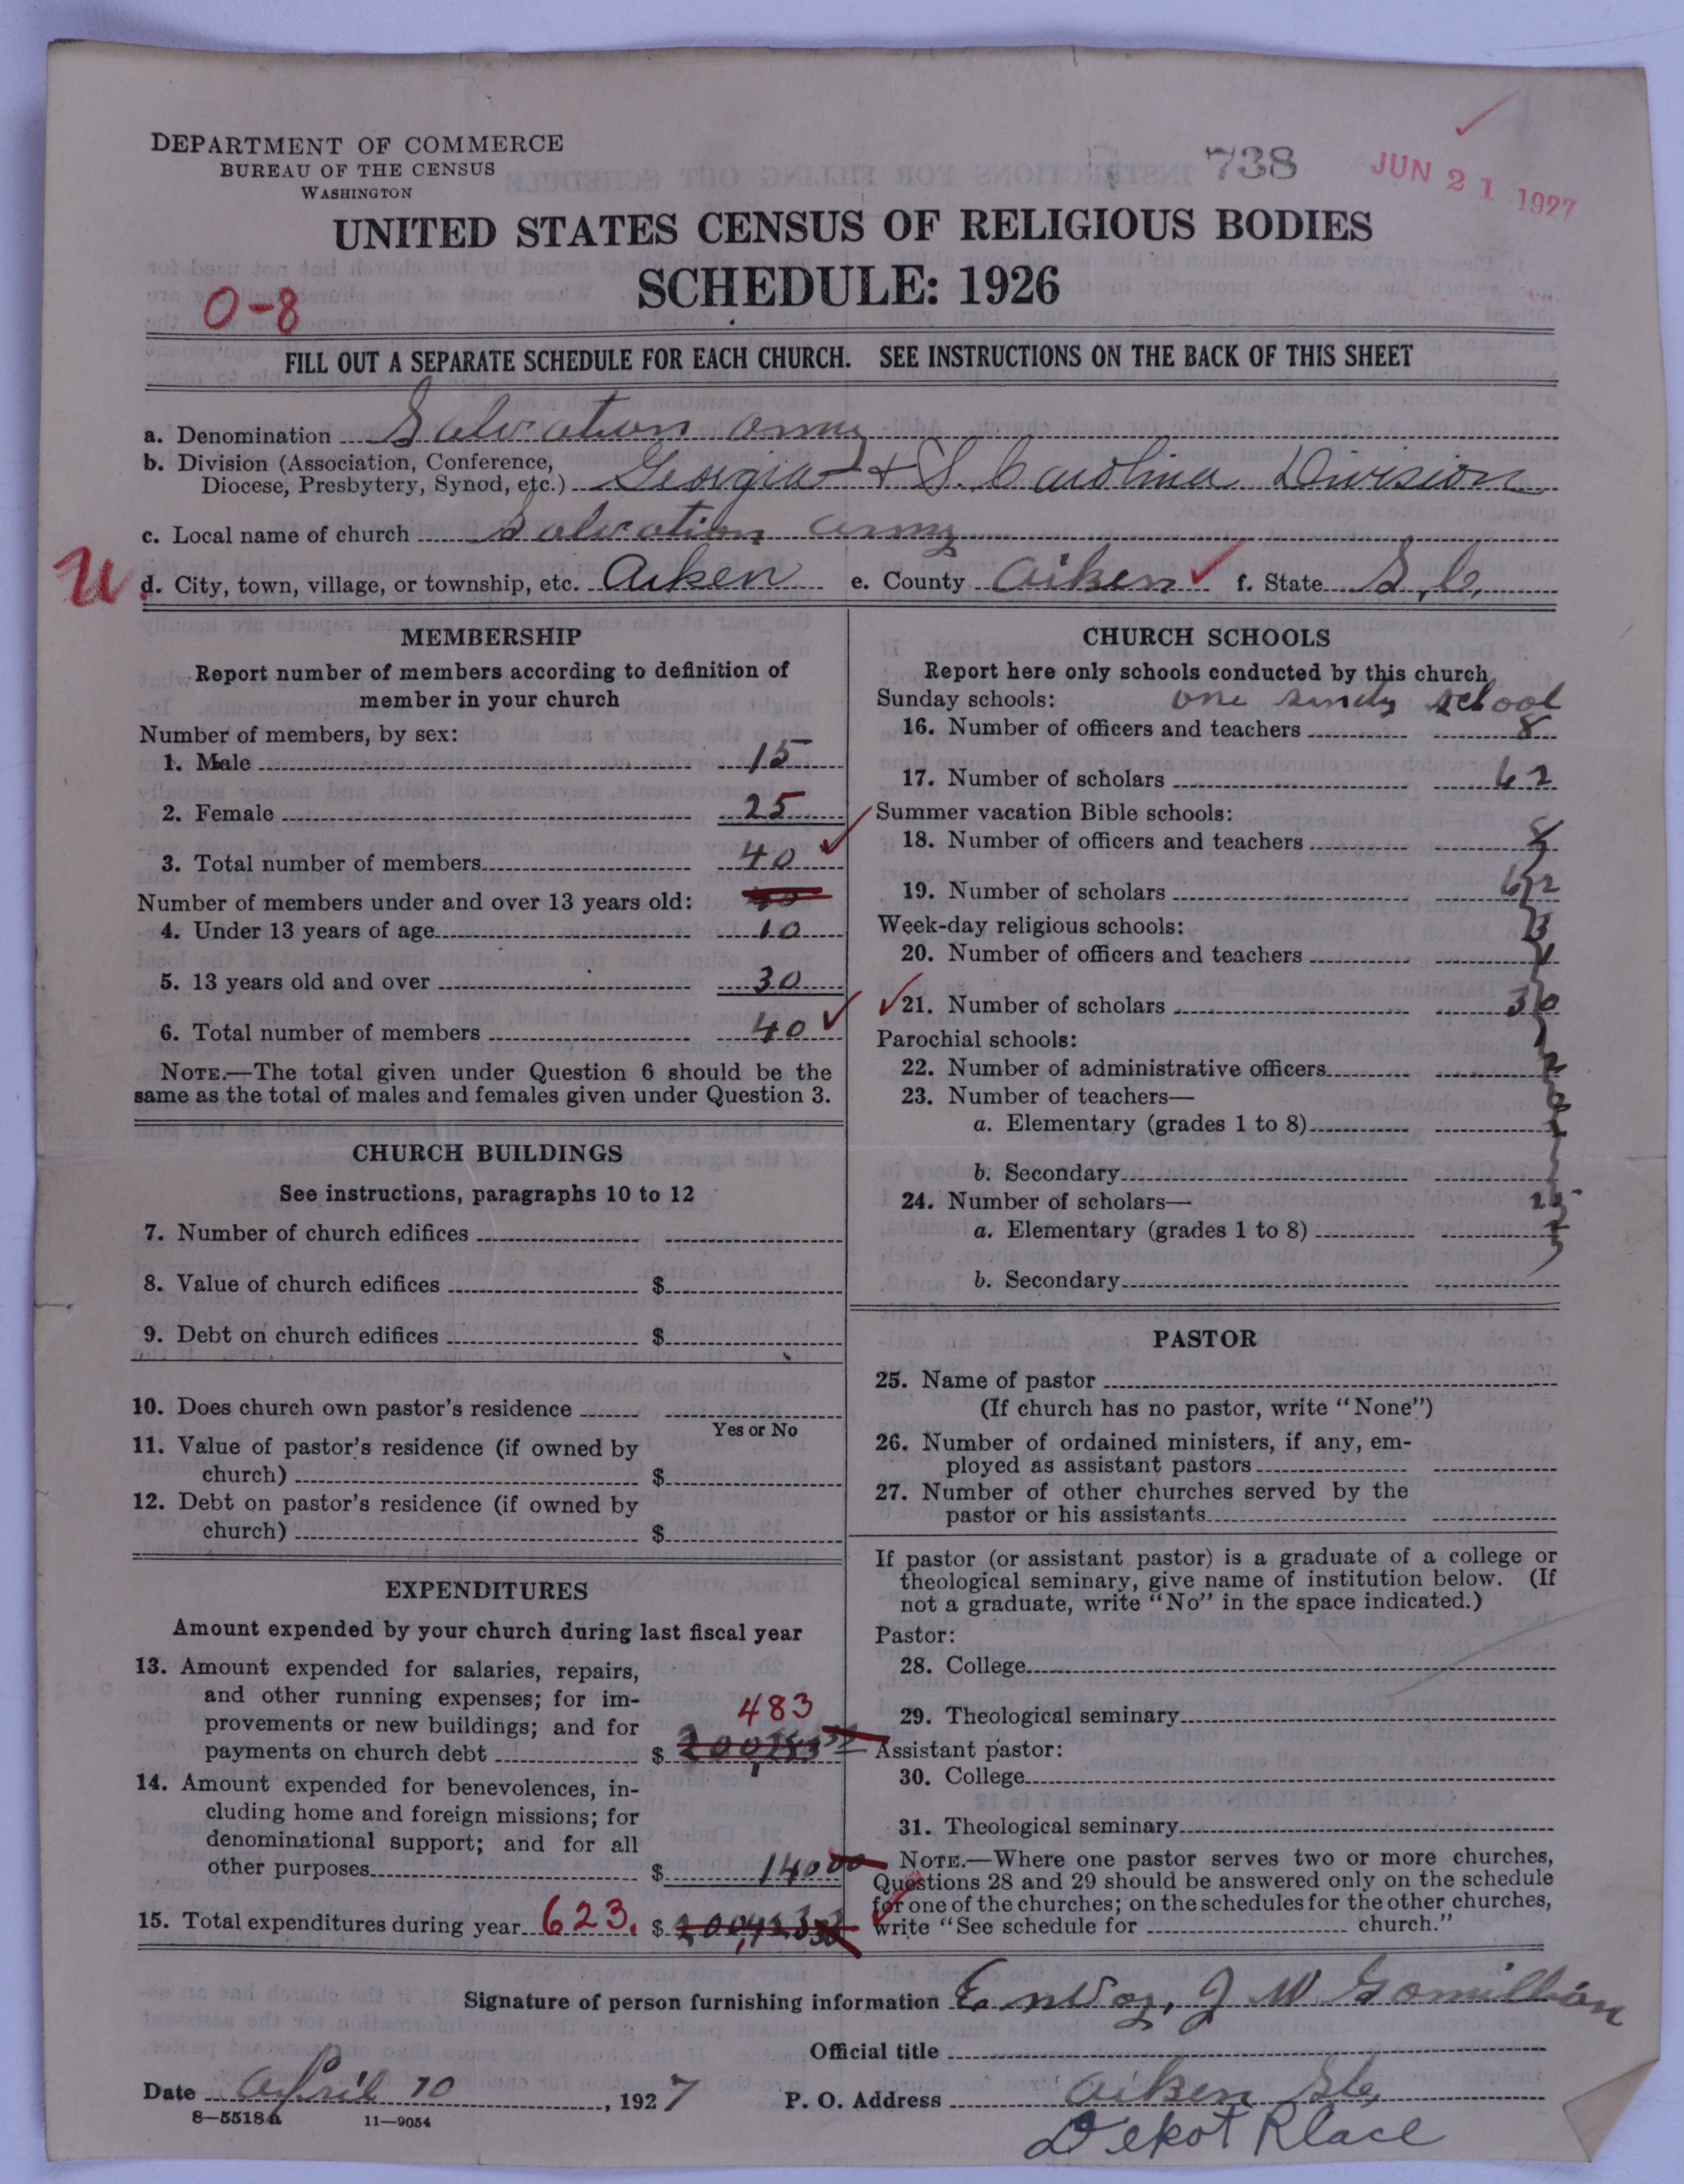 DEPARTMENT OF COMMERCE
BUREAU OF THE CENSUS
WASHINGTON
738
JUN 21 1927
UNITED STATES CENSUS OF RELIGIOUS BODIES
SCHEDULE: 1926
0-8
FILL OUT A SEPARATE SCHEDULE FOR EACH CHURCH. SEE INSTRUCTIONS ON THE BACK OF THIS SHEET
a. Denomination Salvation army
b. Division (Association, Conference,
Diocese, Presbytery, Synod, etc.) Georgia + S. Carolina Division
c. Local name of church Salvation army
U d. City, town, village, or township, etc. Aiken e. County Aiken f. State S, C,
MEMBERSHIP
Report number of members according to definition of
member in your church
Number of members, by sex:
1. Male 15
2. Female 25
3. Total number of members 40
Number of members under and over 13 years old:
4. Under 13 years of age 10
5. 13 years old and over 30
6. Total number of members 40
NOTE.—The total given under Question 6 should be the
same as the total of males and females given under Question 3.
CHURCH BUILDINGS
See instructions, paragraphs 10 to 12
7. Number of church edifices
8. Value of church edifices $
9. Debt on church edifices $
10. Does church own pastor's residence
Yes or No
11. Value of pastor's residence (if owned by
church) $
12. Debt on pastor's residence (if owned by
church) $
EXPENDITURES
Amount expended by your church during last fiscal year
13. Amount expended for salaries, repairs,
and other running expenses; for im-
provements or new buildings; and for
483
payments on church debt $
14. Amount expended for benevolences, in-
cluding home and foreign missions; for
denominational support; and for all
other purposes $ 140 00
15. Total expenditures during year 623. $
CHURCH SCHOOLS
Report here only schools conducted by this church
Sunday schools: one sundy school
16. Number of officers and teachers 8
17. Number of scholars 62
Summer vacation Bible schools:
18. Number of officers and teachers 8
19. Number of scholars 62
Week-day religious schools:
20. Number of officers and teachers
21. Number of scholars 30
Parochial schools:
22. Number of administrative officers
23. Number of teachers—
a. Elementary (grades 1 to 8)
b. Secondary
24. Number of scholars—
a. Elementary (grades 1 to 8)
b. Secondary
PASTOR
25. Name of pastor
(If church has no pastor, write "None")
26. Number of ordained ministers, if any, em-
ployed as assistant pastors
27. Number of other churches served by the
pastor or his assistants
If pastor (or assistant pastor) is a graduate of a college or
theological seminary, give name of institution below. (If
not a graduate, write "No" in the space indicated.)
Pastor:
28. College
29. Theological seminary
Assistant pastor:
30. College
31. Theological seminary
NOTE.—Where one pastor serves two or more churches,
Questions 28 and 29 should be answered only on the schedule
for one of the churches; on the schedules for the other churches,
write "See schedule for church."
Signature of person furnishing information Envoy, J W Gomillion
Official title
Date April 10, 1927 P. O. Address Aiken S C,
8—5518a 11—9054
Depot Place